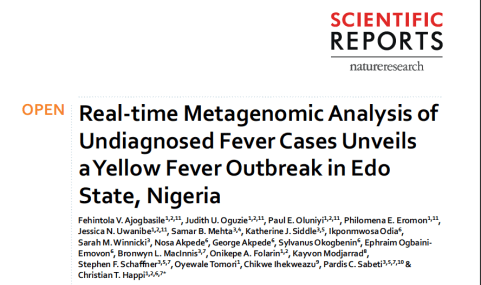 SCIENTIFIC
REPORTS
natureresearch
OPEN
Real-time Metagenomic Analysis of
Undiagnosed Fever Cases Unveils
a Yellow Fever Outbreak in Edo
State, Nigeria
Fehintola V. Ajogbasile1,2,11, Judith U. Oguzie1,2,11, Paul E. Oluniyi1,2,11, Philomena E. Eromon1,11,
Jessica N. Uwanibe1,2,11, Samar B. Mehta3,4, Katherine J. Siddle3,5, Ikponmwosa Odia6,
Sarah M. Winnicki3, Nosa Akpede6, George Akpede6, Sylvanus Okogbenin6, Ephraim Ogbaini-
Emovon6, Bronwyn L. MacInnis3,7, Onikepe A. Folarin1,2, Kayvon Modjarrad8,
Stephen F. Schaffner3,5,7, Oyewale Tomori1, Chikwe Ihekweazu9, Pardis C. Sabeti3,5,7,10 &
Christian T. Happi1,2,6,7*